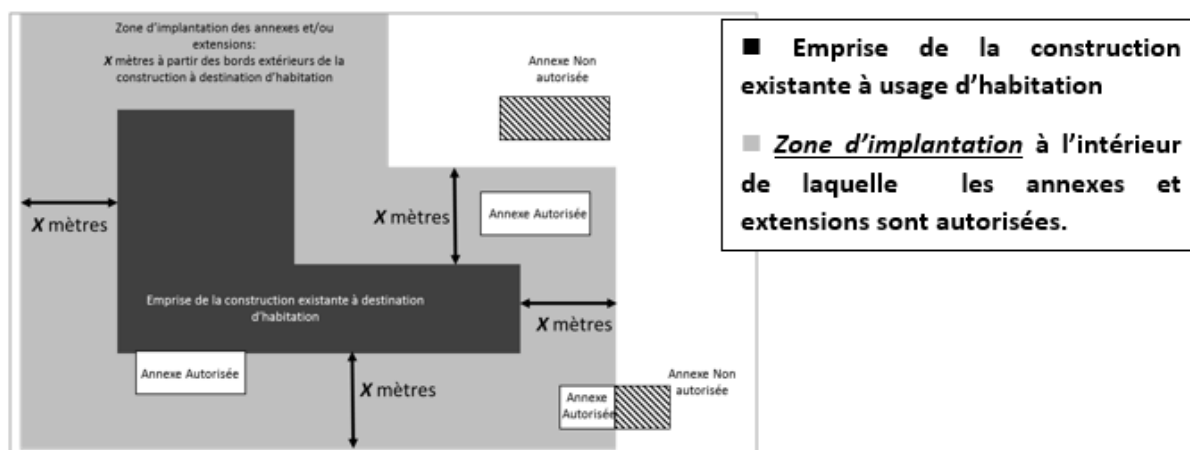 Zone d'implantation des annexes et/ou
extensions:
X mètres à partir des bords extérieurs de la
construction à destination d'habitation
Annexe Non
autorisée
X mètres
X mètres
Annexe Autorisée
Emprise de la construction existante à destination
d'habitation
X mètres
Annexe Autorisée
X mètres
Annexe
Autorisée
Annexe Non
autorisée
■ Emprise de la construction
existante à usage d'habitation
■ Zone d'implantation à l'intérieur
de laquelle les annexes et
extensions sont autorisées.